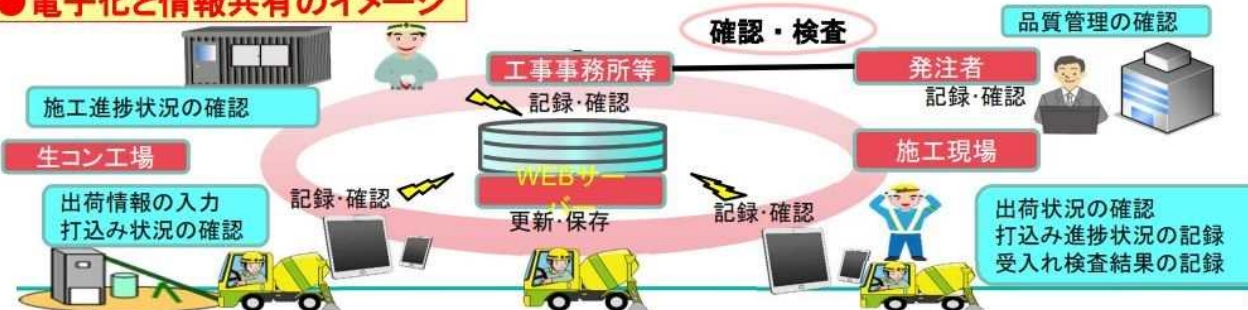 ●電子化と情報共有のイメージ
確認・検査
品質管理の確認
工事事務所等
発注者
記録・確認
記録・確認
施工進捗状況の確認
生コン工場
施工現場
WEBサー
バー
出荷情報の入力
打込み状況の確認
記録・確認
更新・保存
記録・確認
出荷状況の確認
打込み進捗状況の記録
受入れ検査結果の記録